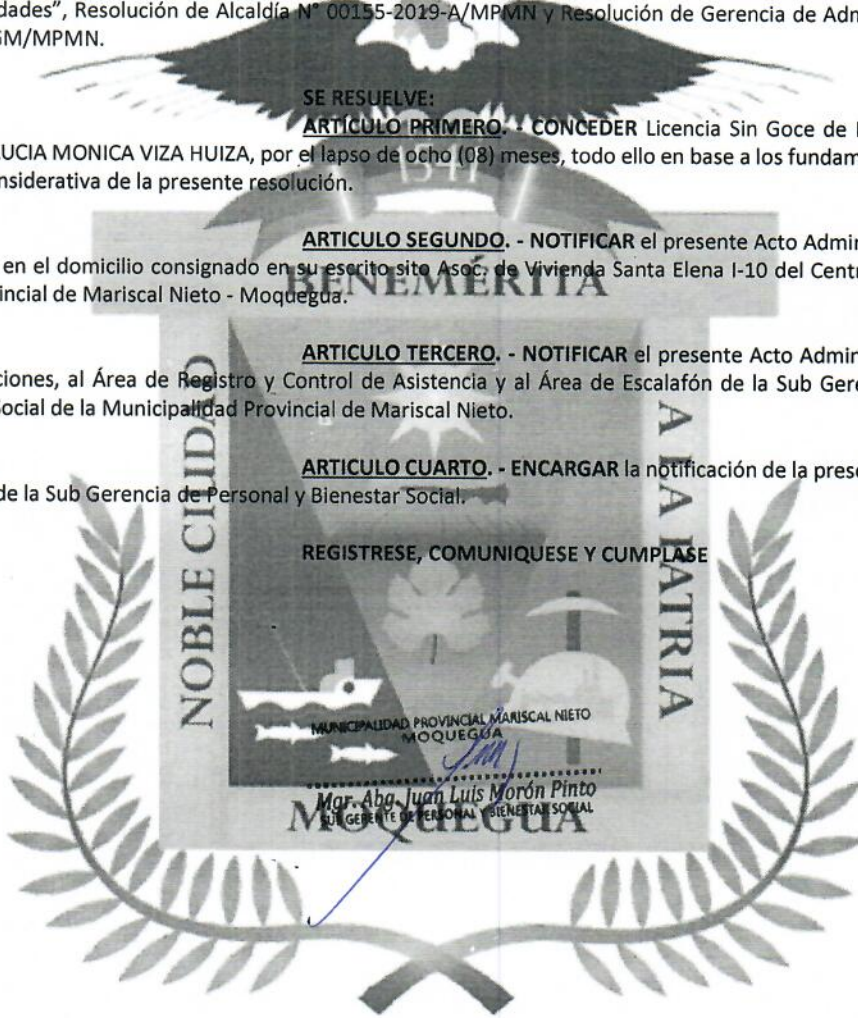 dades", Resolución de Alcaldía N° 00155-2019-A/MPMN y Resolución de Gerencia de Adm
GM/MPMN.
SE RESUELVE:
ARTÍCULO PRIMERO. - CONCEDER Licencia Sin Goce de
LUCIA MONICA VIZA HUIZA, por el lapso de ocho (08) meses, todo ello en base a los fundam
nsiderativa de la presente resolución.
1541
ARTICULO SEGUNDO. - NOTIFICAR el presente Acto Admin
en el domicilio consignado en su escrito sito Asoc. de Vivienda Santa Elena I-10 del Centr
BENEMÉRITA
incial de Mariscal Nieto - Moquegua.
ARTICULO TERCERO. - NOTIFICAR el presente Acto Admin
ciones, al Área de Registro y Control de Asistencia y al Área de Escalafón de la Sub Gere
Social de la Municipalidad Provincial de Mariscal Nieto.
NOBLE CIUDAD
A LA PATRIA
ARTICULO CUARTO. - ENCARGAR la notificación de la prese
de la Sub Gerencia de Personal y Bienestar Social.
REGISTRESE, COMUNIQUESE Y CUMPLASE
MUNICIPALIDAD PROVINCIAL MARISCAL NIETO
MOQUEGUA
Mgr. Abg. Juan Luis Morón Pinto
SUB GERENTE DE PERSONAL Y BIENESTAR SOCIAL
MOQUEGUA